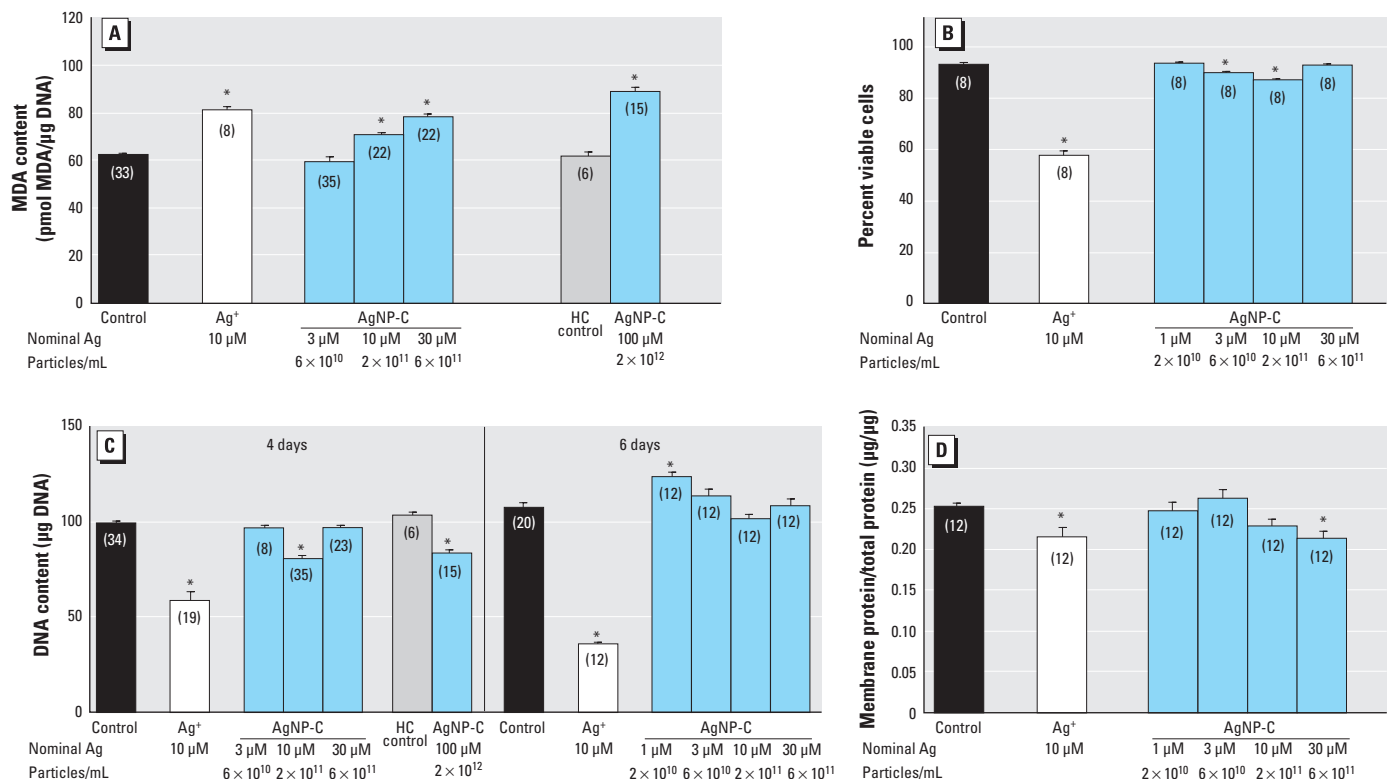 A
MDA content
(pmol MDA/µg DNA)
120
100
80
60
40
20
0
*
*
*
*
(33)
(8)
(35)
(22)
(22)
(6)
(15)
Control
Ag⁺
AgNP-C
HC control
AgNP-C
Nominal Ag
10 µM
3 µM 10 µM 30 µM
100 µM
Particles/mL
6 × 10¹⁰ 2 × 10¹¹ 6 × 10¹¹
2 × 10¹²
B
Percent viable cells
100
80
60
40
20
0
*
*
*
(8)
(8)
(8)
(8)
(8)
(8)
Control
Ag⁺
AgNP-C
Nominal Ag
10 µM
1 µM 3 µM 10 µM 30 µM
Particles/mL
2 × 10¹⁰ 6 × 10¹⁰ 2 × 10¹¹ 6 × 10¹¹
C
DNA content (µg DNA)
150
100
50
0
4 days
6 days
*
*
*
*
*
(34)
(19)
(8)
(35)
(23)
(6)
(15)
(20)
(12)
(12)
(12)
(12)
(12)
Control
Ag⁺
AgNP-C
HC control
AgNP-C
Control
Ag⁺
AgNP-C
Nominal Ag
10 µM
3 µM 10 µM 30 µM
100 µM
10 µM
1 µM 3 µM 10 µM 30 µM
Particles/mL
6 × 10¹⁰ 2 × 10¹¹ 6 × 10¹¹
2 × 10¹²
2 × 10¹⁰ 6 × 10¹⁰ 2 × 10¹¹ 6 × 10¹¹
D
Membrane protein/total protein (µg/µg)
0.35
0.30
0.25
0.20
0.15
0.10
0.05
0.00
*
*
(12)
(12)
(12)
(12)
(12)
(12)
Control
Ag⁺
AgNP-C
Nominal Ag
10 µM
1 µM 3 µM 10 µM 30 µM
Particles/mL
2 × 10¹⁰ 6 × 10¹⁰ 2 × 10¹¹ 6 × 10¹¹